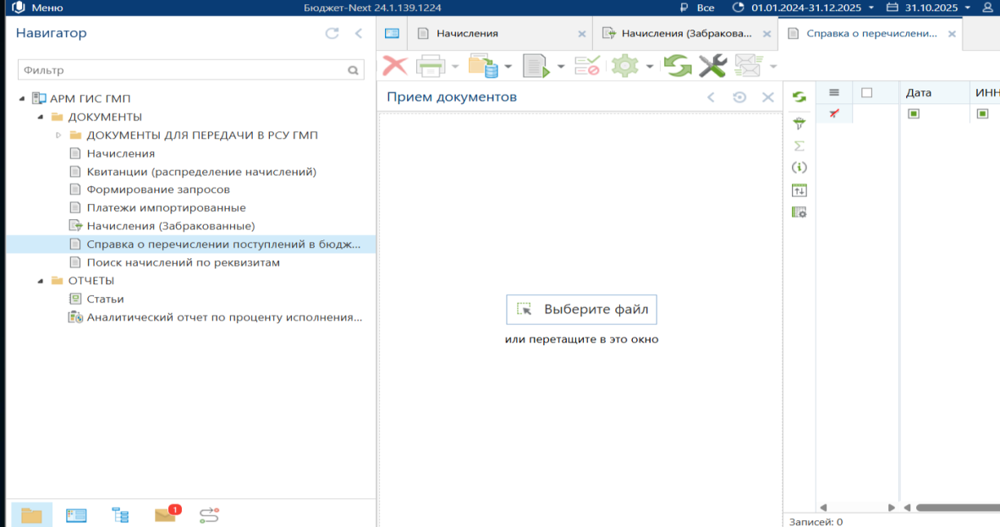 Меню
Бюджет-Next 24.1.139.1224
Все
01.01.2024-31.12.2025
31.10.2025
Навигатор
Начисления
Начисления (Забракова...
Справка о перечислени...
Фильтр
Прием документов
Дата
ИНН
АРМ ГИС ГМП
ДОКУМЕНТЫ
ДОКУМЕНТЫ ДЛЯ ПЕРЕДАЧИ В РСУ ГМП
Начисления
Квитанции (распределение начислений)
Формирование запросов
Платежи импортированные
Начисления (Забракованные)
Справка о перечислении поступлений в бюдж...
Поиск начислений по реквизитам
ОТЧЕТЫ
Статьи
Аналитический отчет по проценту исполнения...
Выберите файл
или перетащите в это окно
1
Записей: 0